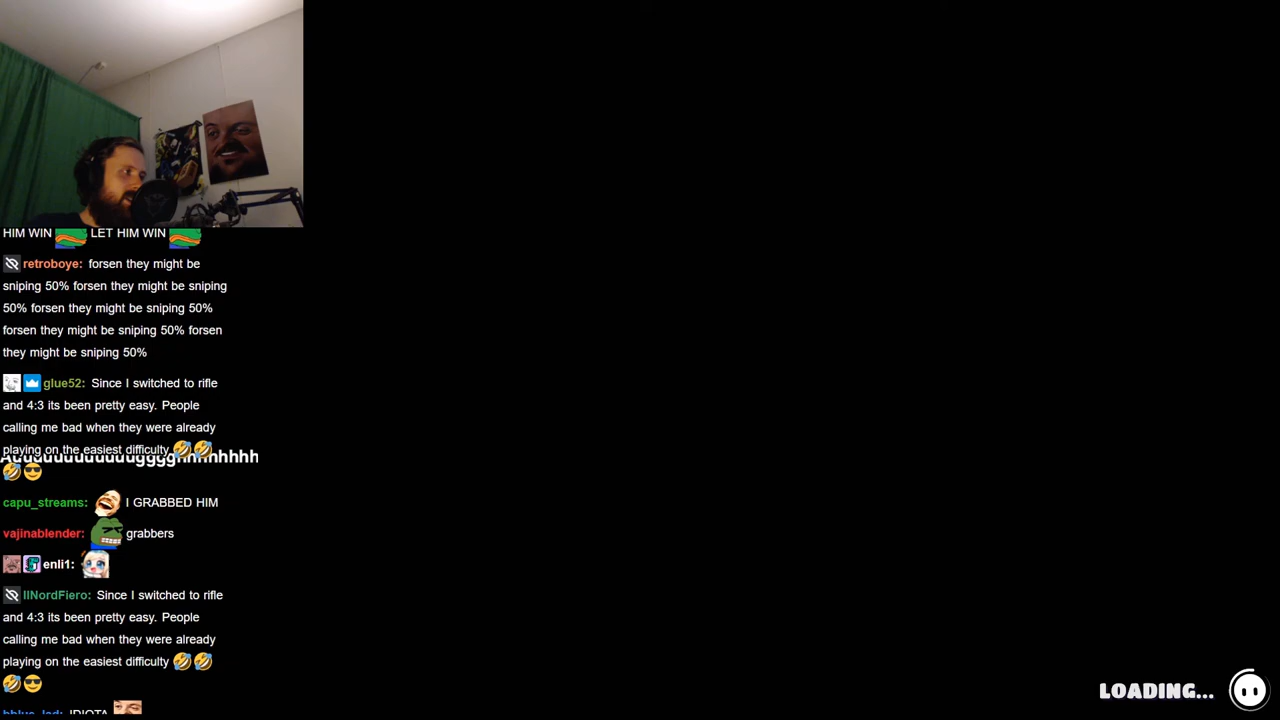 HIM WIN LET HIM WIN
retroboye: forsen they might be
sniping 50% forsen they might be sniping
50% forsen they might be sniping 50%
forsen they might be sniping 50% forsen
they might be sniping 50%
glue52: Since I switched to rifle
and 4:3 its been pretty easy. People
calling me bad when they were already
playing on the easiest difficulty 🤣🤣
🤣😎
capu_streams: I GRABBED HIM
vajinablender: grabbers
enli1:
IINordFiero: Since I switched to rifle
and 4:3 its been pretty easy. People
calling me bad when they were already
playing on the easiest difficulty 🤣🤣
🤣😎
IDIOTA
LOADING...